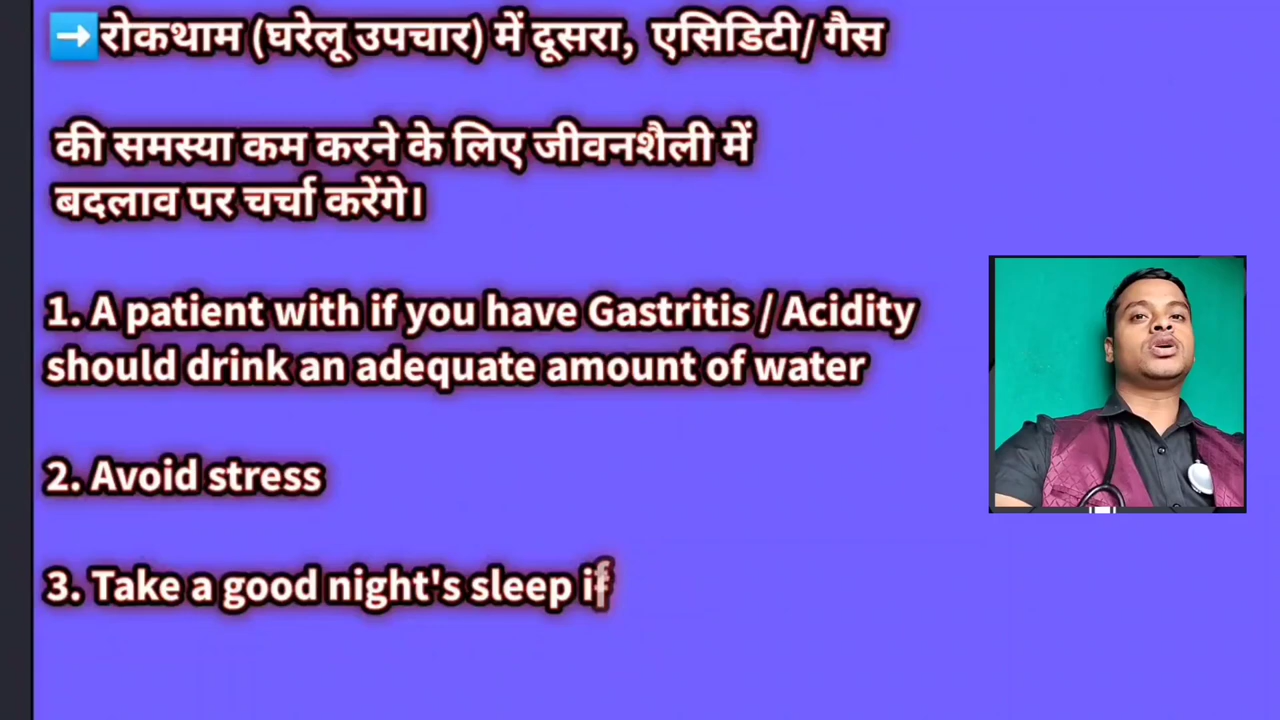 ➡️रोकथाम (घरेलू उपचार) में दूसरा, एसिडिटी/ गैस
की समस्या कम करने के लिए जीवनशैली में
बदलाव पर चर्चा करेंगे।
1. A patient with if you have Gastritis / Acidity
should drink an adequate amount of water
2. Avoid stress
3. Take a good night's sleep if